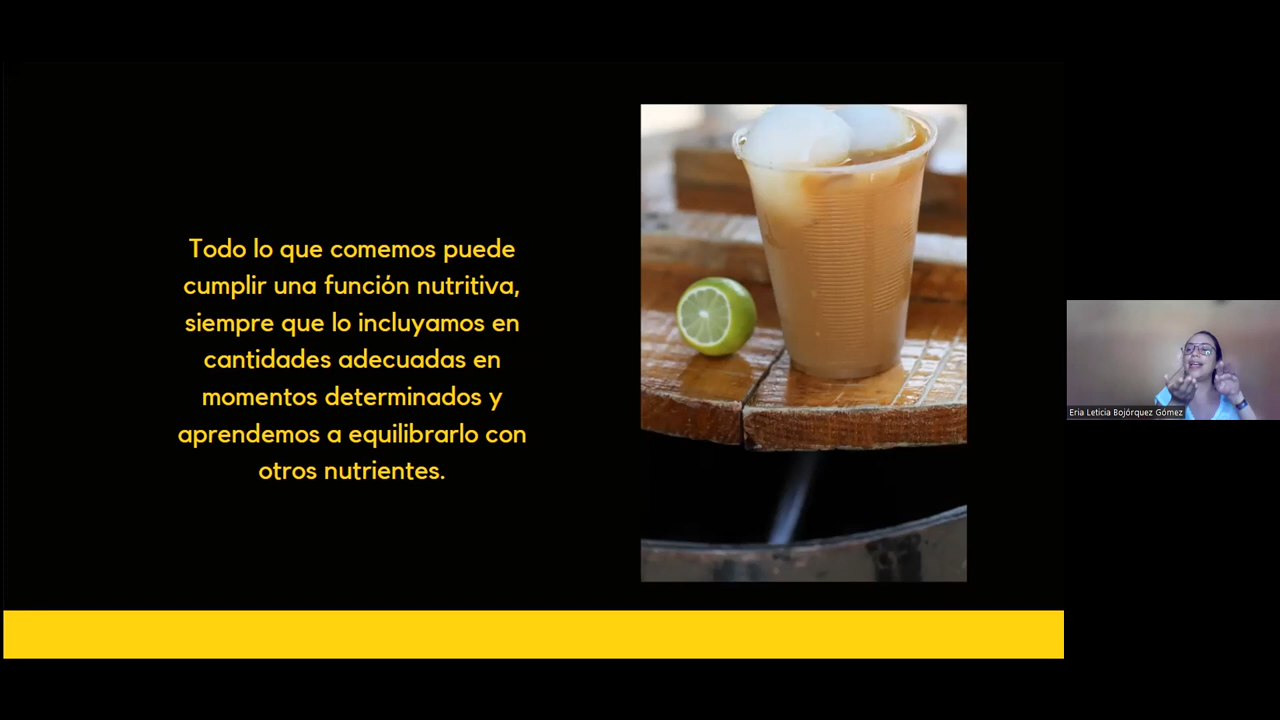 Todo lo que comemos puede
cumplir una función nutritiva,
siempre que lo incluyamos en
cantidades adecuadas en
momentos determinados y
aprendemos a equilibrarlo con
otros nutrientes.
Eria Leticia Bojórquez Gómez